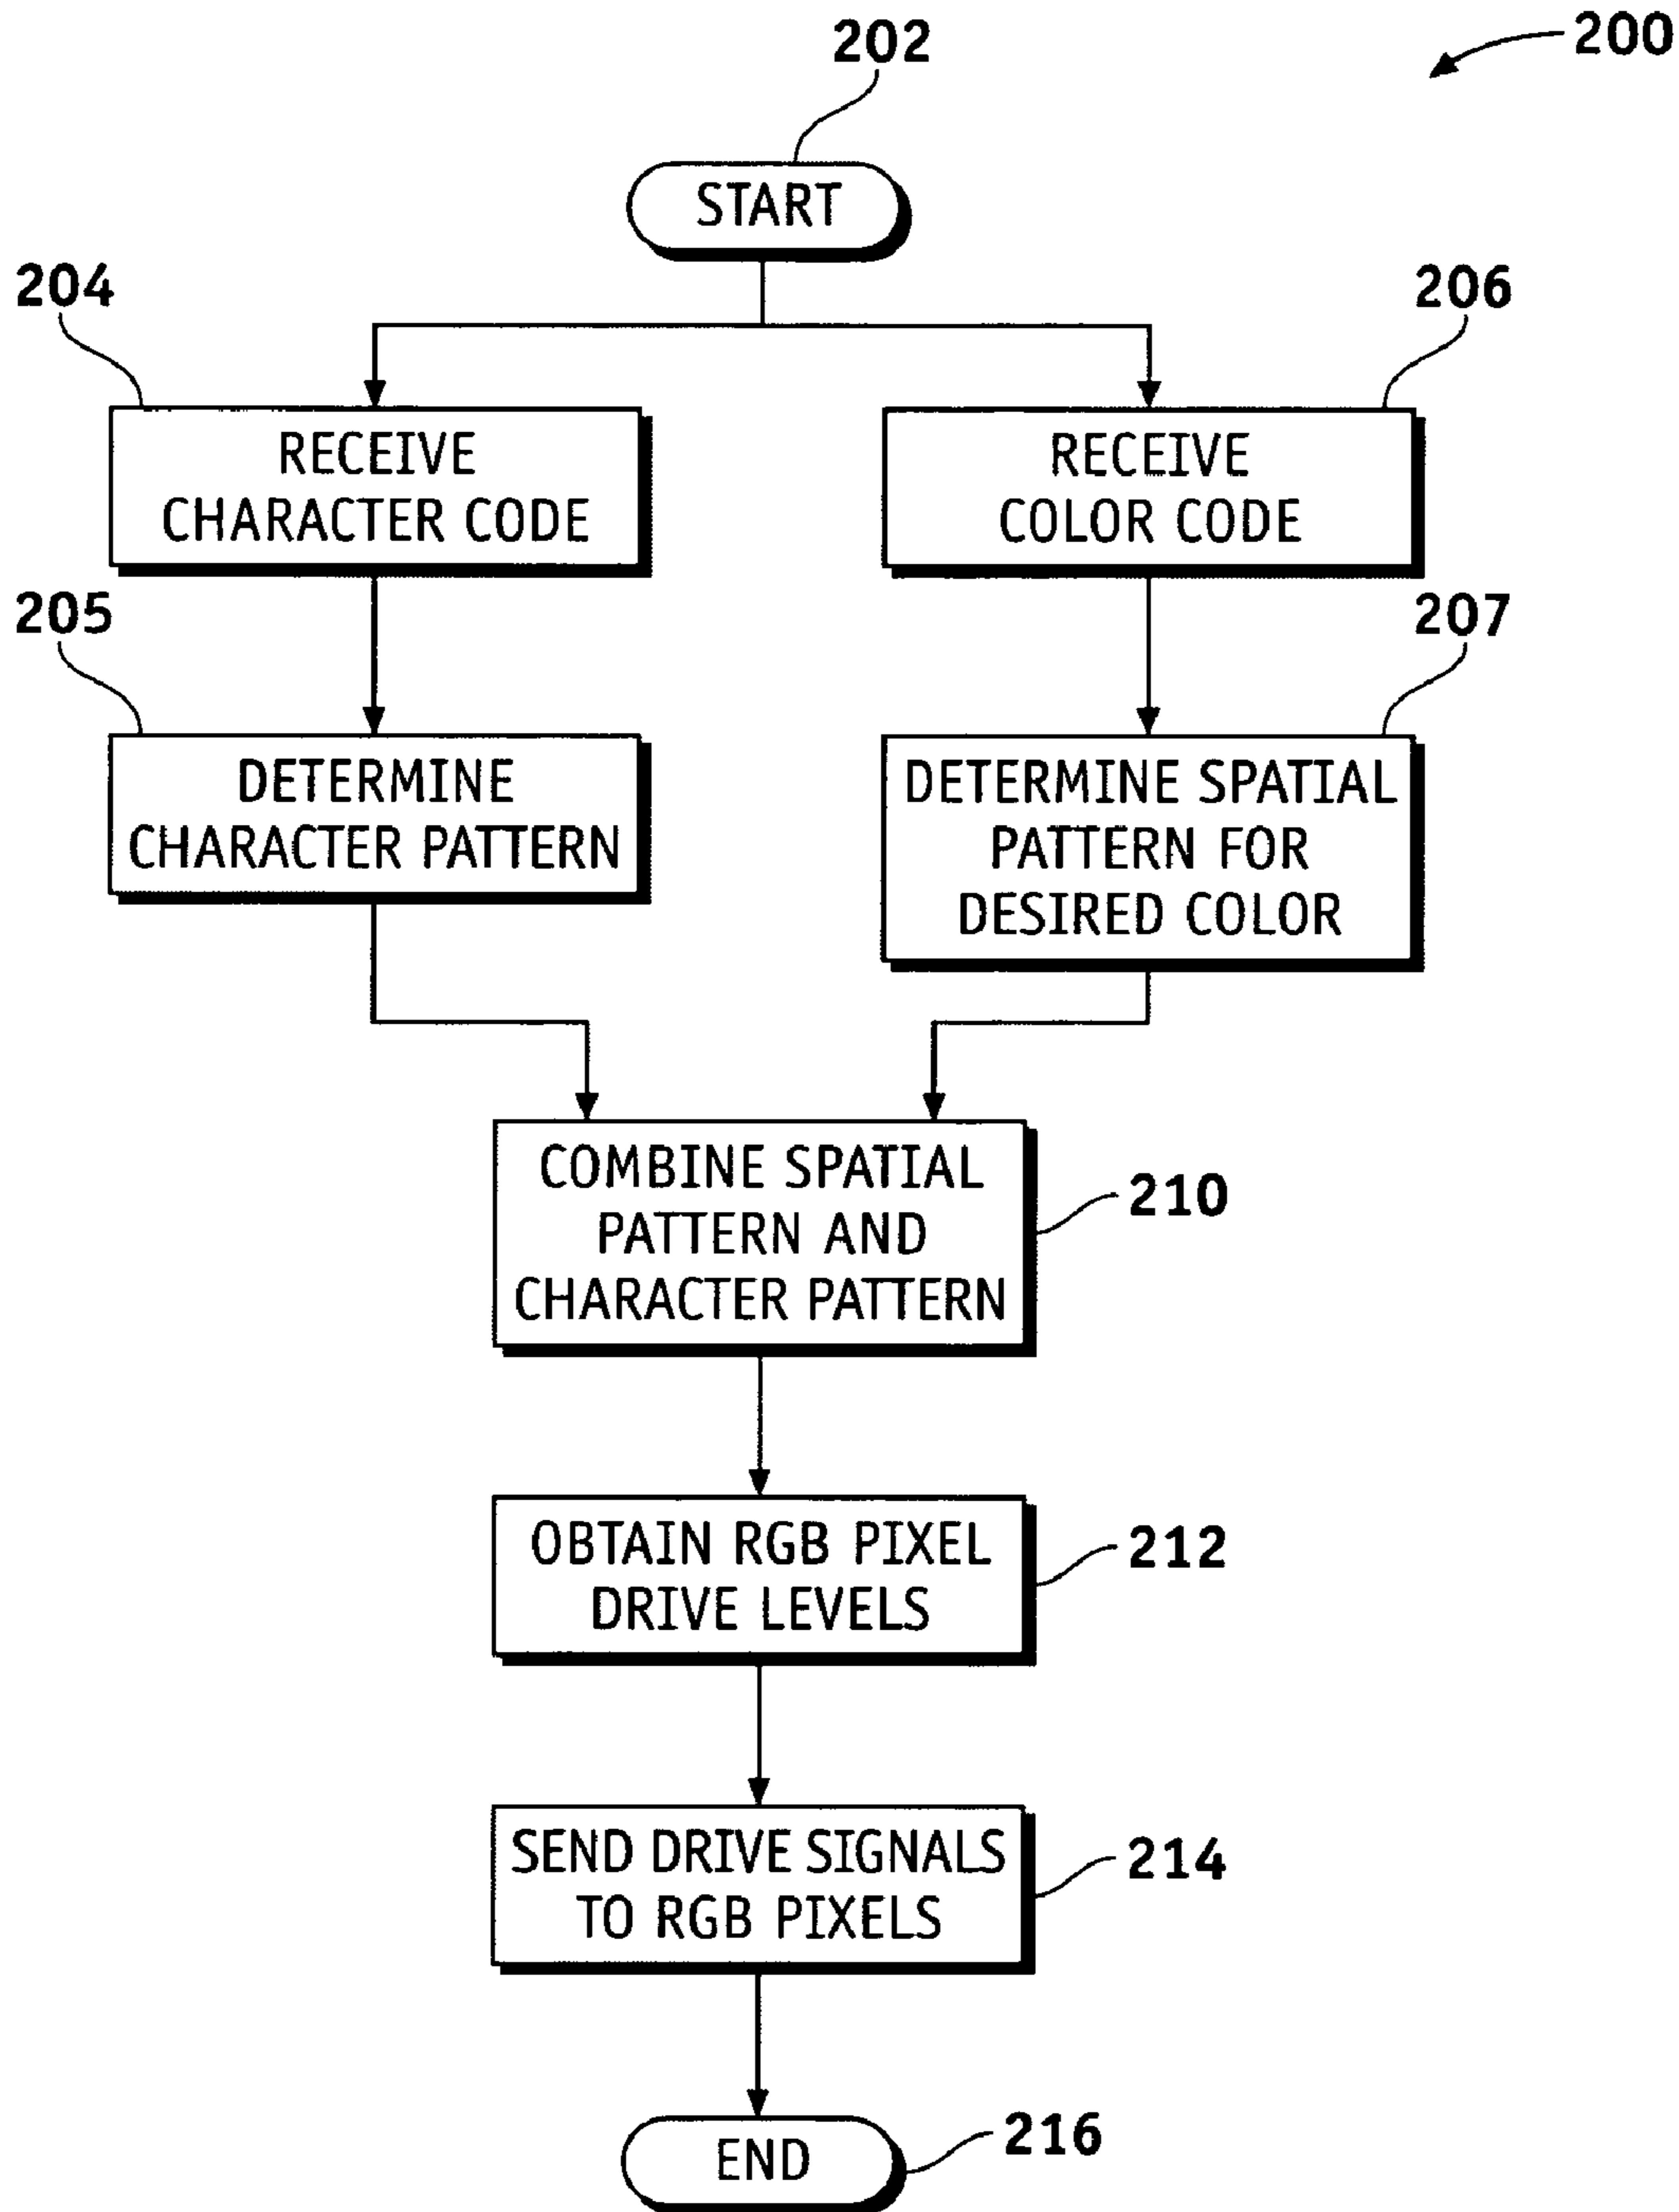 202
200
START
204
206
RECEIVE
CHARACTER CODE
RECEIVE
COLOR CODE
205
207
DETERMINE
CHARACTER PATTERN
DETERMINE SPATIAL
PATTERN FOR
DESIRED COLOR
COMBINE SPATIAL
PATTERN AND
CHARACTER PATTERN
210
OBTAIN RGB PIXEL
DRIVE LEVELS
212
SEND DRIVE SIGNALS
TO RGB PIXELS
214
END
216